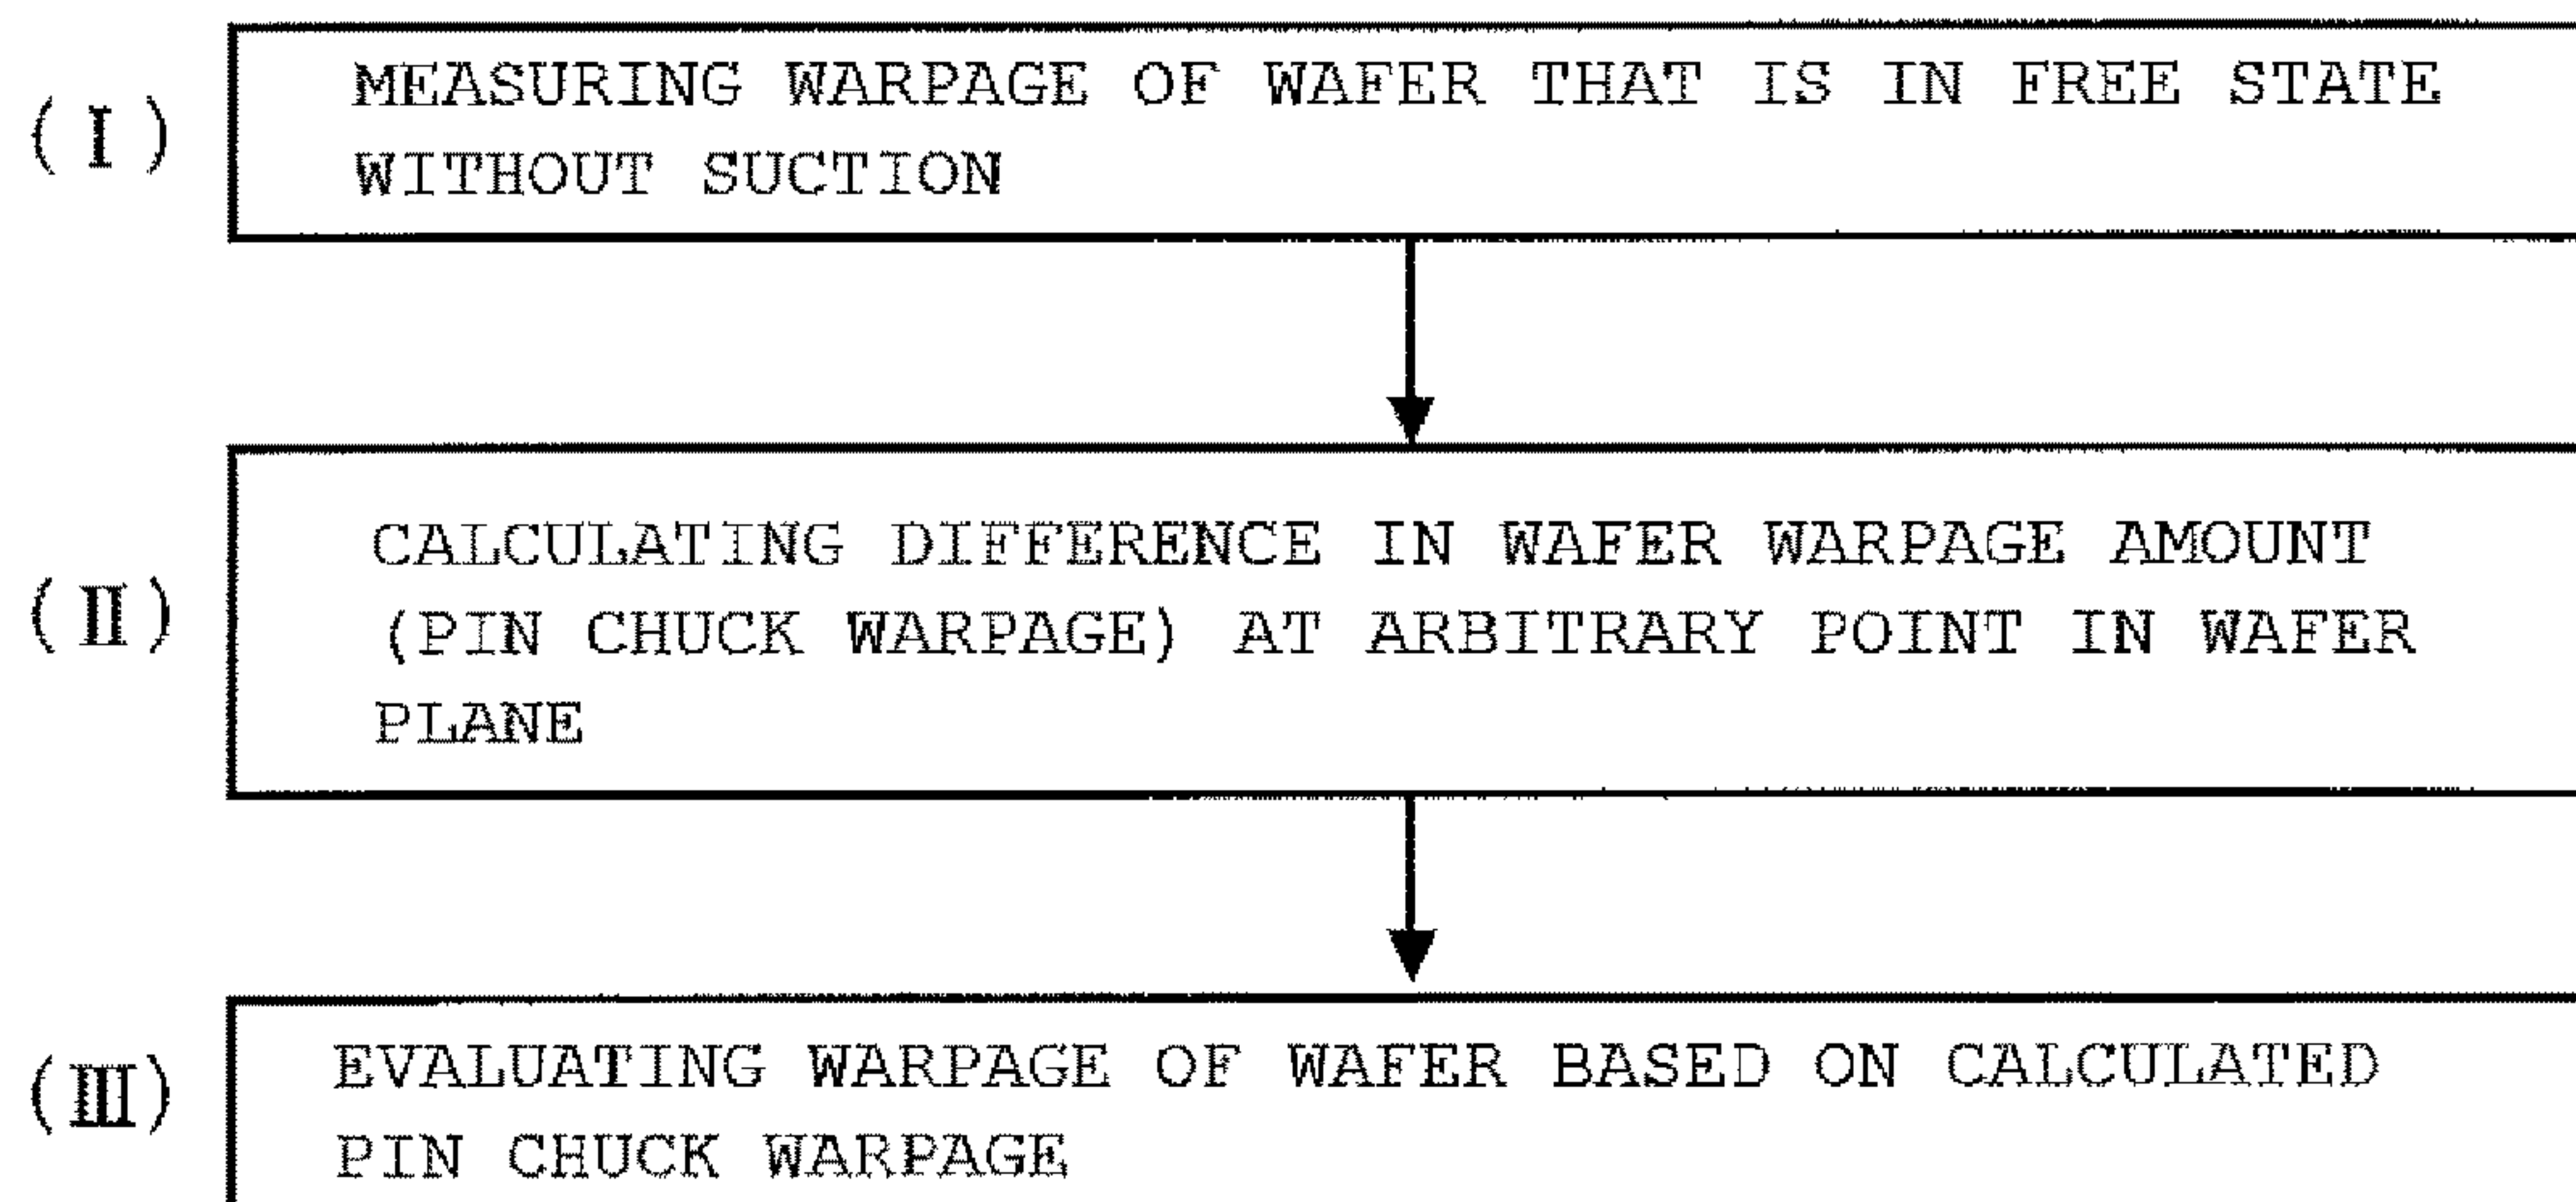 (I)
MEASURING WARPAGE OF WAFER THAT IS IN FREE STATE
WITHOUT SUCTION
(II)
CALCULATING DIFFERENCE IN WAFER WARPAGE AMOUNT
(PIN CHUCK WARPAGE) AT ARBITRARY POINT IN WAFER
PLANE
(III)
EVALUATING WARPAGE OF WAFER BASED ON CALCULATED
PIN CHUCK WARPAGE